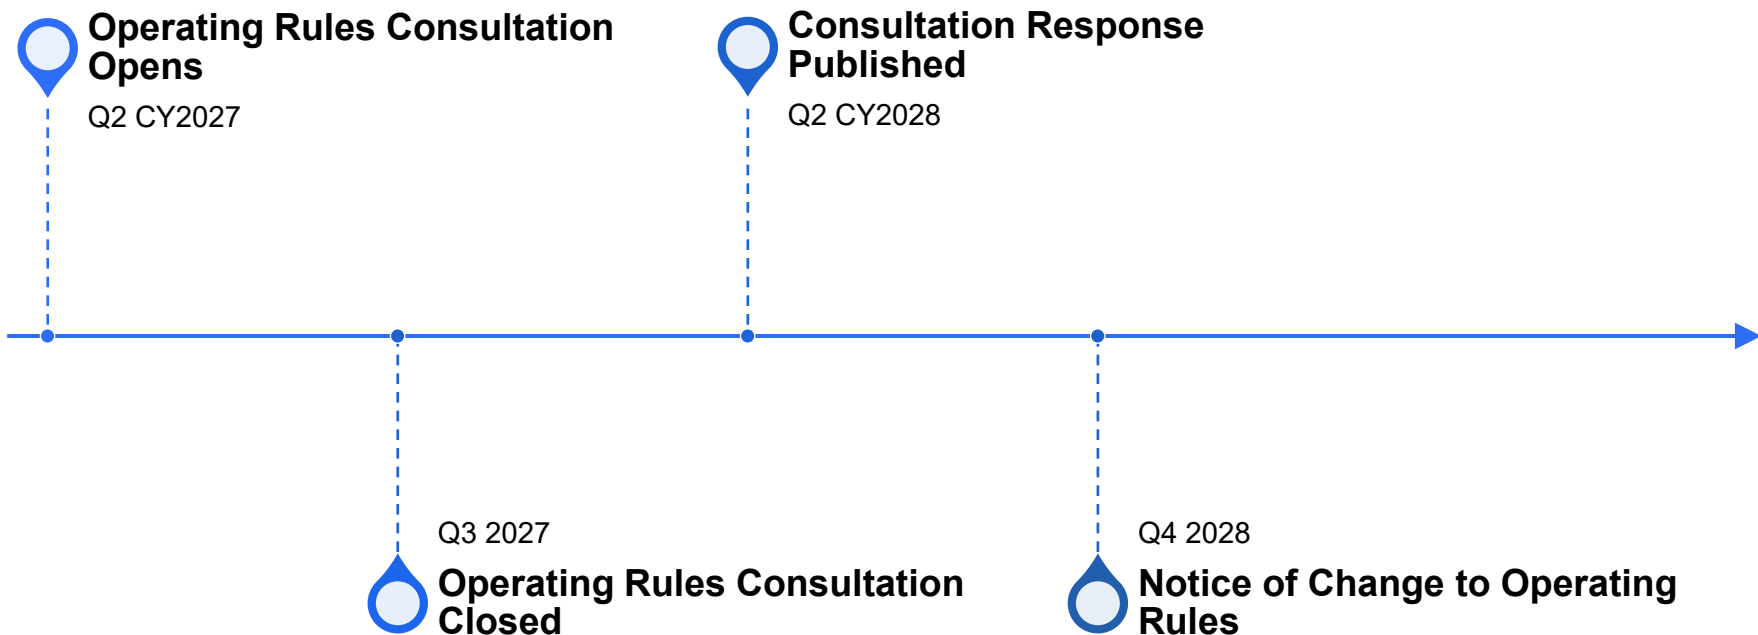 Operating Rules Consultation
Opens
Q2 CY2027
Consultation Response
Published
Q2 CY2028
Q3 2027
Operating Rules Consultation
Closed
Q4 2028
Notice of Change to Operating
Rules